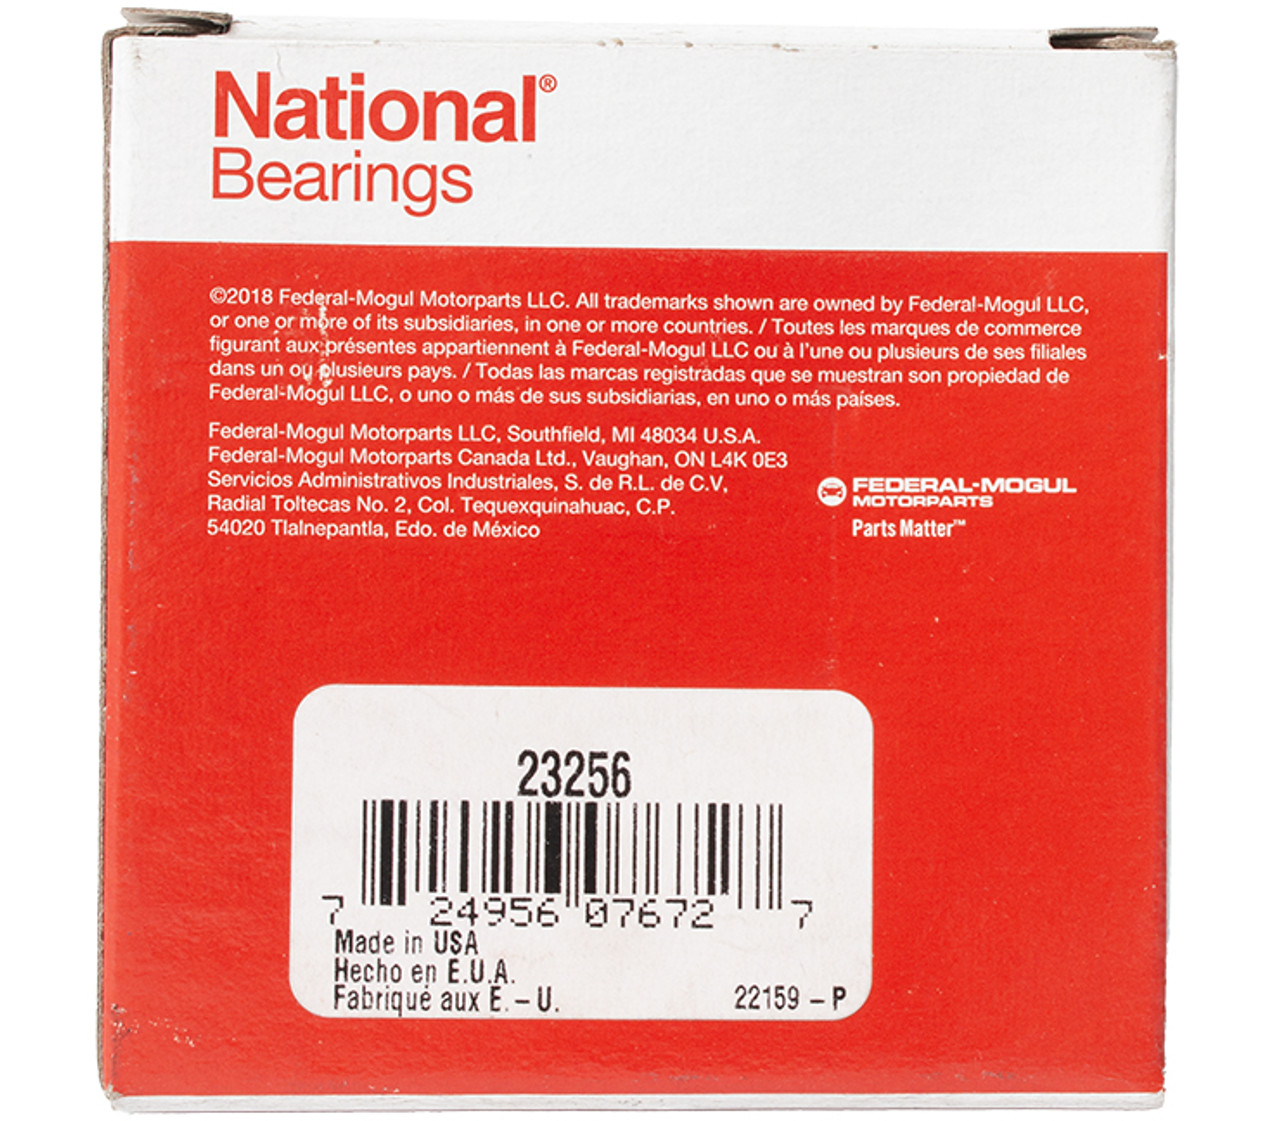 National®
Bearings
©2018 Federal-Mogul Motorparts LLC. All trademarks shown are owned by Federal-Mogul LLC,
or one or more of its subsidiaries, in one or more countries. / Toutes les marques de commerce
figurant aux présentes appartiennent à Federal-Mogul LLC ou à l'une ou plusieurs de ses filiales
dans un ou plusieurs pays. / Todas las marcas registradas que se muestran son propiedad de
Federal-Mogul LLC, o uno o más de sus subsidiarias, en uno o más países.
Federal-Mogul Motorparts LLC, Southfield, MI 48034 U.S.A.
Federal-Mogul Motorparts Canada Ltd., Vaughan, ON L4K 0E3
Servicios Administrativos Industriales, S. de R.L. de C.V,
Radial Toltecas No. 2, Col. Tequexquinahuac, C.P.
54020 Tlalnepantla, Edo. de México
FEDERAL-MOGUL
MOTORPARTS
Parts Matter™
23256
7 24956 07672 7
Made in USA
Hecho en E.U.A.
Fabriqué aux E. – U.
22159 – P